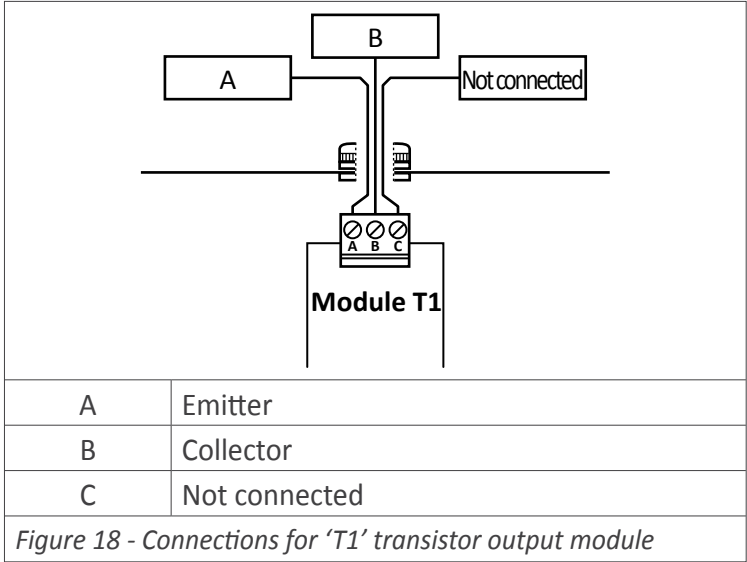 B
A
Not connected
A B C
Module T1
A Emitter
B Collector
C Not connected
Figure 18 - Connections for ‘T1’ transistor output module